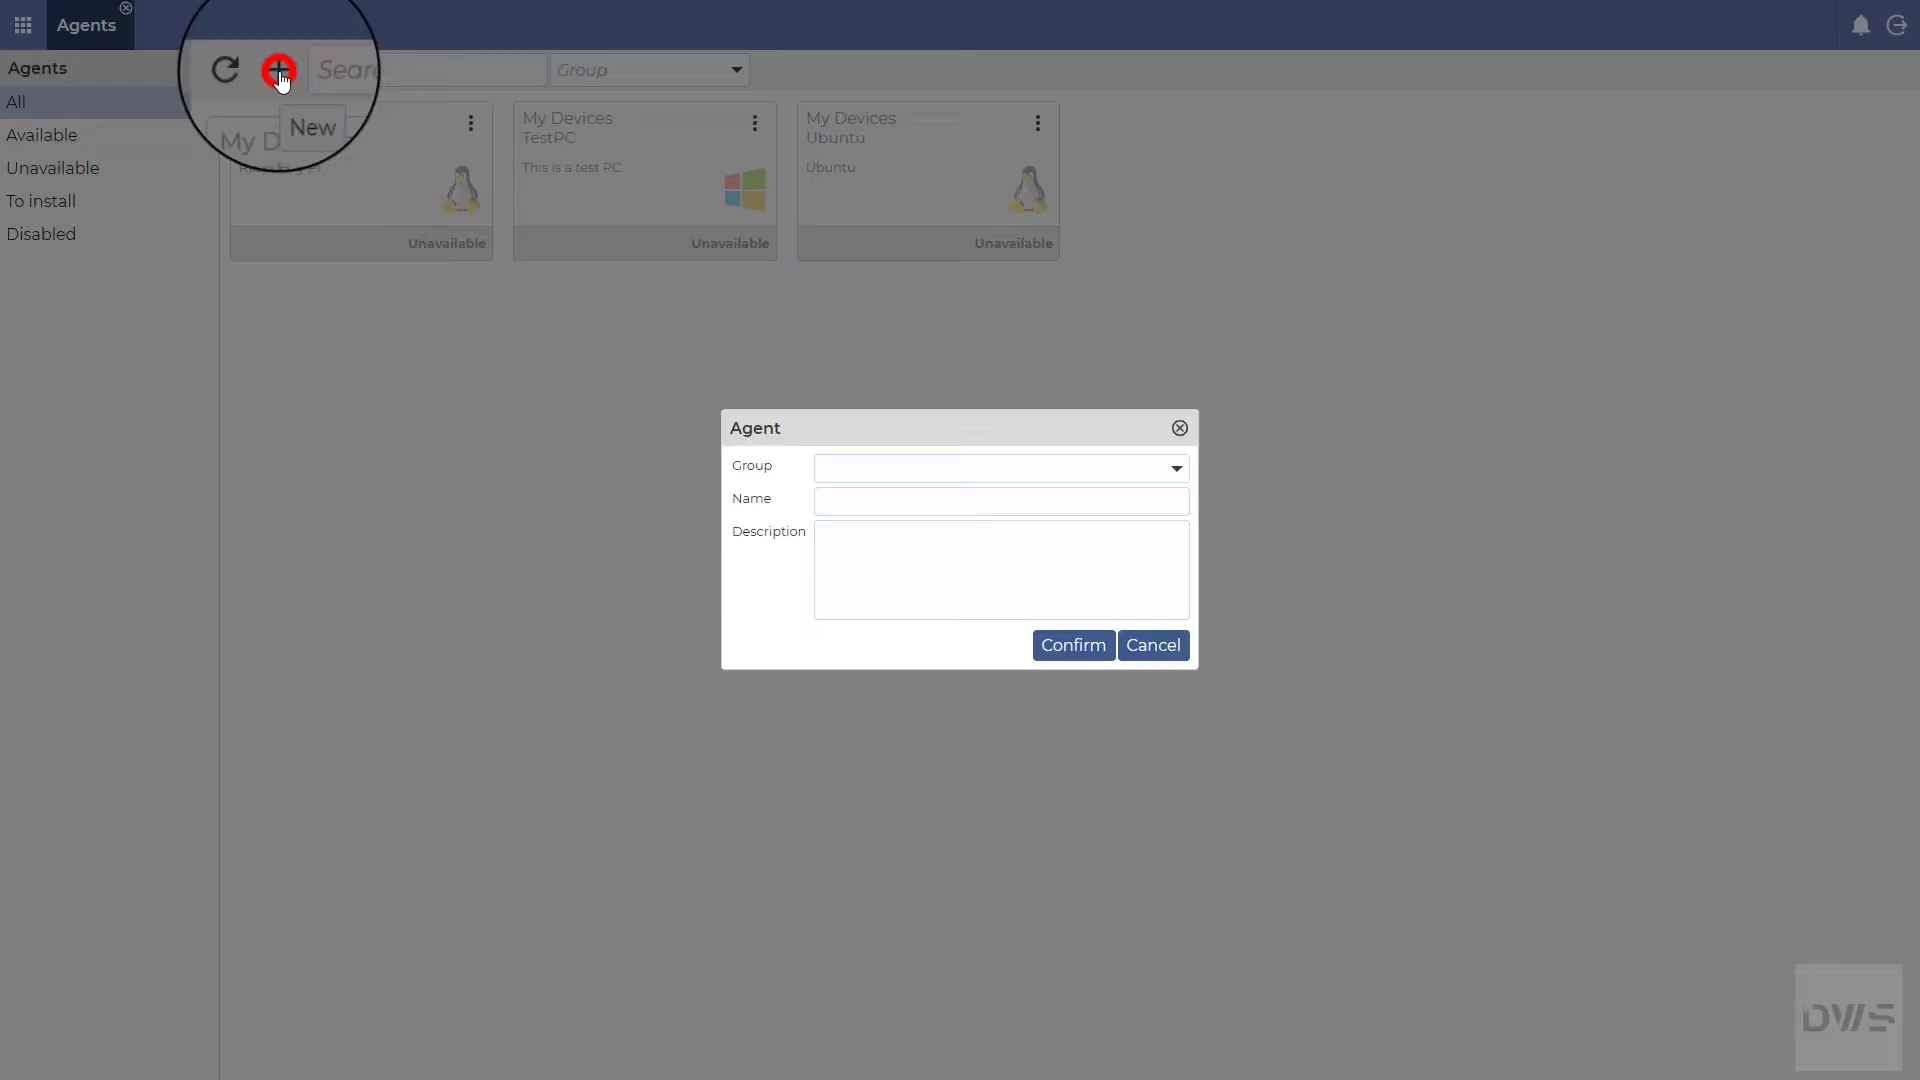 Agents
Agents
Sear
Group
New
All
Available
Unavailable
To install
Disabled
My D
Unavailable
My Devices
TestPC
This is a test PC.
Unavailable
My Devices
Ubuntu
Ubuntu
Unavailable
Agent
Group
Name
Description
Confirm
Cancel
DWS